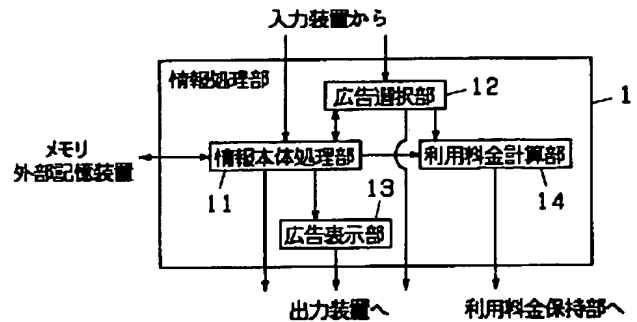 入力装置から
情報処理部
広告選択部
12
1
メモリ
外部記憶装置
情報本体処理部
利用料金計算部
11
13
14
広告表示部
出力装置へ
利用料金保持部へ